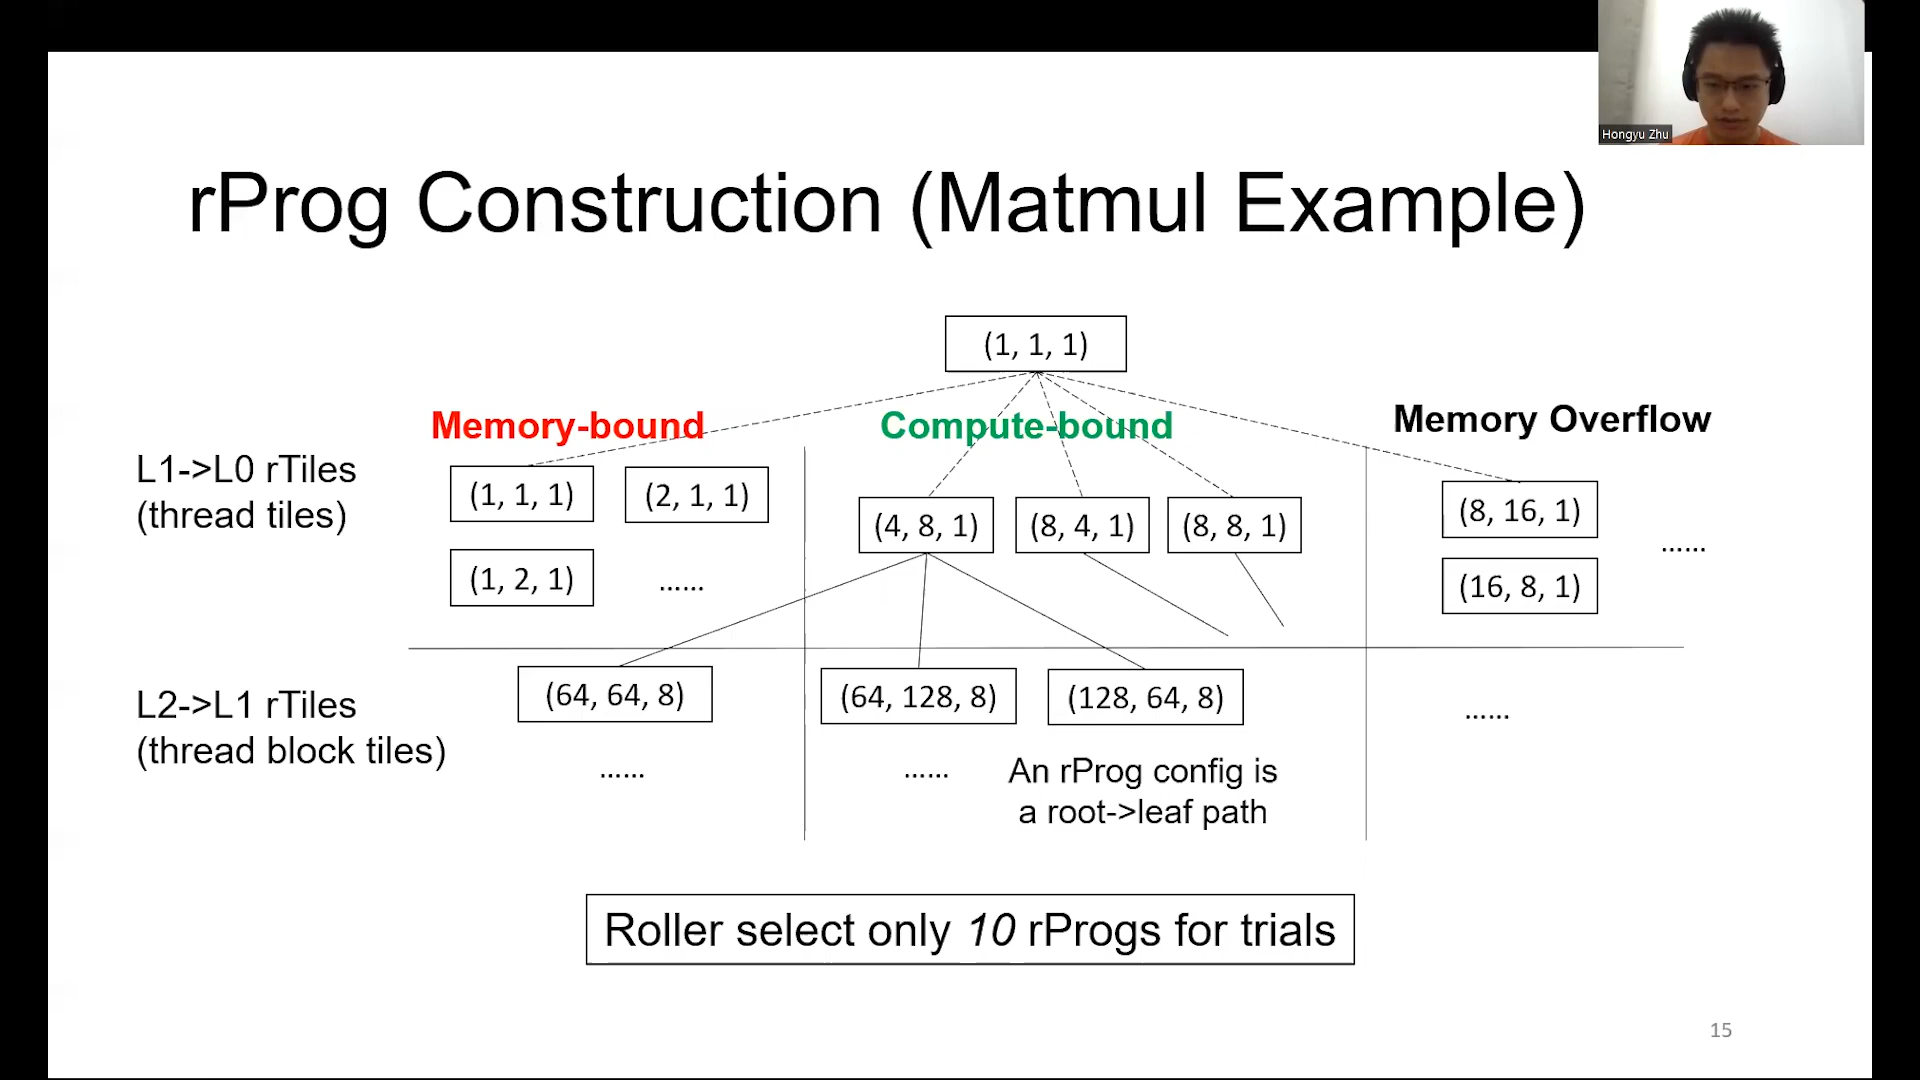 Hongyu Zhu
rProg Construction (Matmul Example)
(1, 1, 1)
Memory-bound
Compute-bound
Memory Overflow
L1->L0 rTiles
(thread tiles)
(1, 1, 1)
(2, 1, 1)
(1, 2, 1)
......
(4, 8, 1)
(8, 4, 1)
(8, 8, 1)
(8, 16, 1)
(16, 8, 1)
......
L2->L1 rTiles
(thread block tiles)
(64, 64, 8)
......
(64, 128, 8)
(128, 64, 8)
......
......
An rProg config is
a root->leaf path
Roller select only 10 rProgs for trials
15